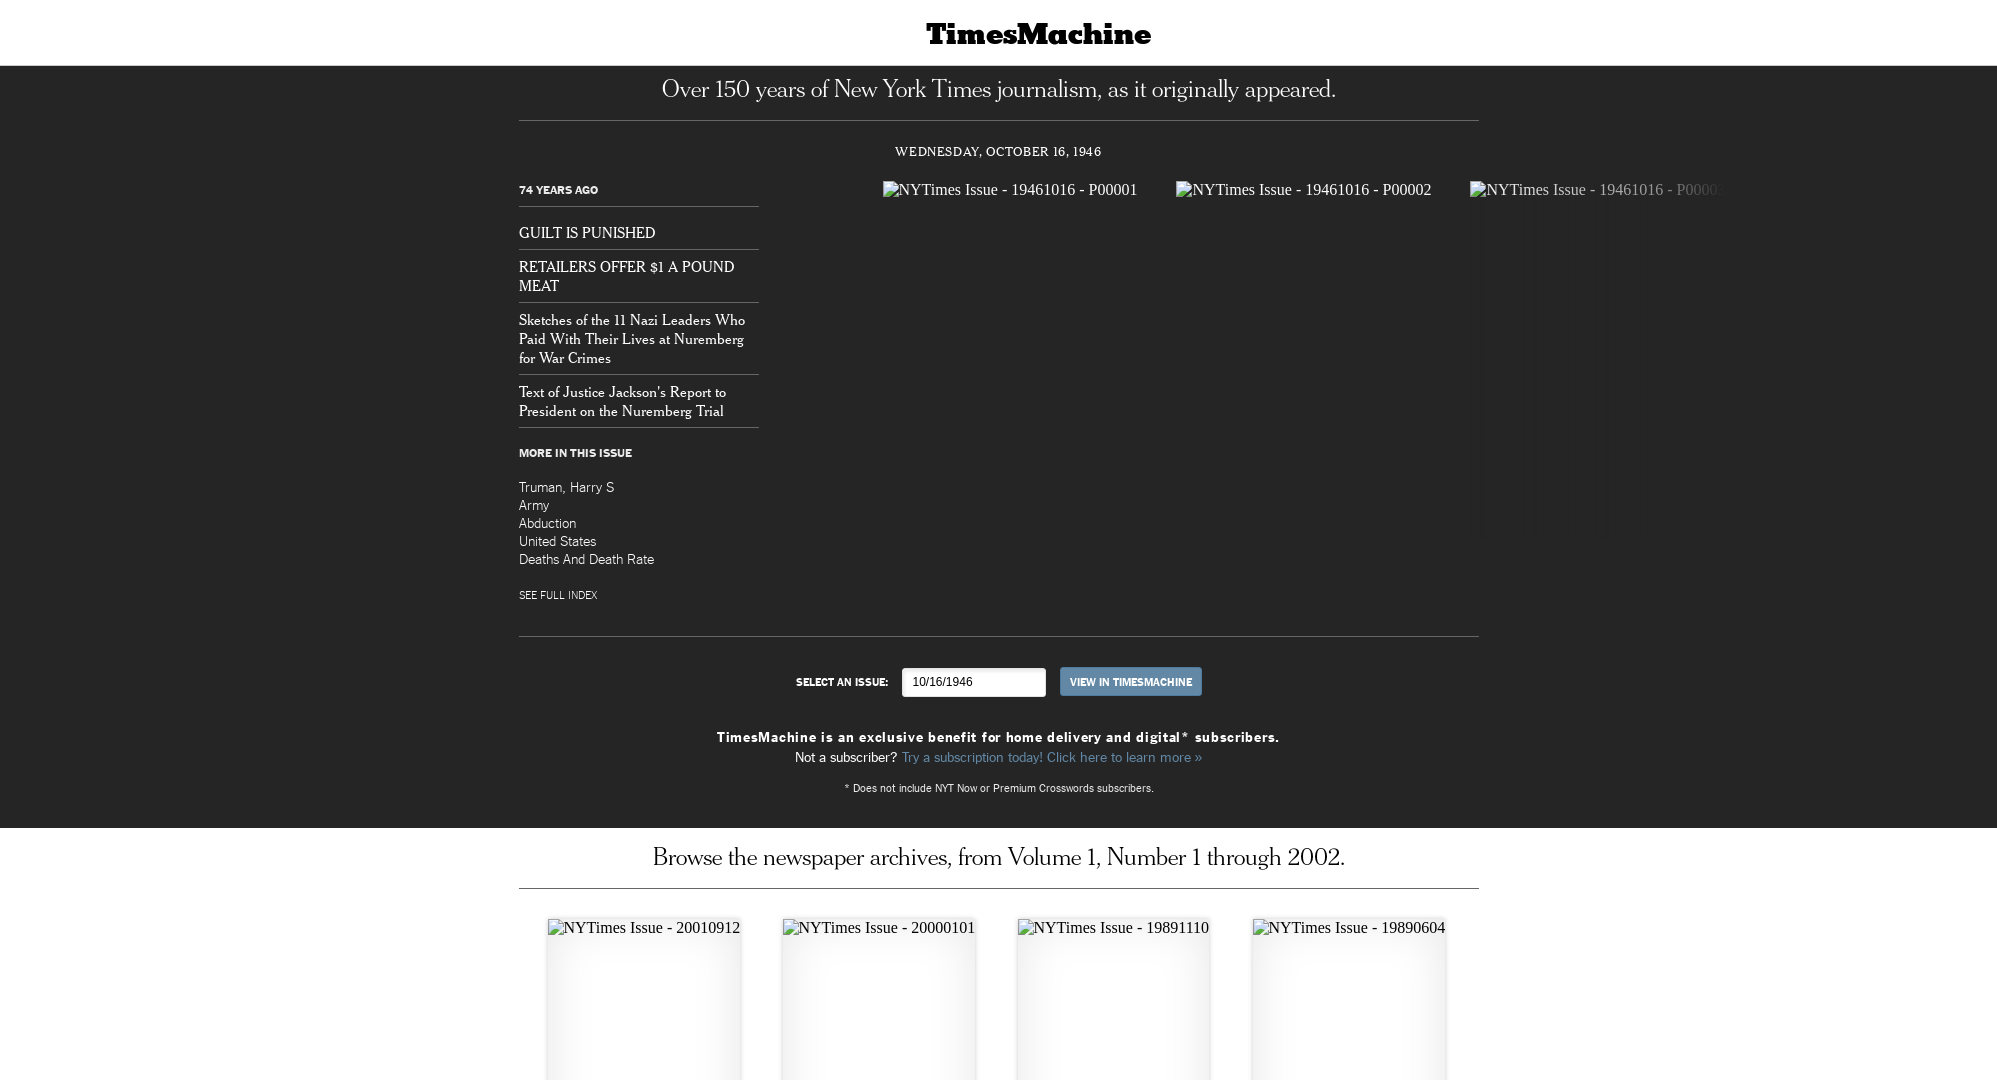 TimesMachine
Over 150 years of New York Times journalism, as it originally appeared.
WEDNESDAY, OCTOBER 16, 1946
74 YEARS AGO
GUILT IS PUNISHED
RETAILERS OFFER $1 A POUND
MEAT
Sketches of the 11 Nazi Leaders Who
Paid With Their Lives at Nuremberg
for War Crimes
Text of Justice Jackson's Report to
President on the Nuremberg Trial
MORE IN THIS ISSUE
Truman, Harry S
Army
Abduction
United States
Deaths And Death Rate
SEE FULL INDEX
NYTimes Issue - 19461016 - P00001
NYTimes Issue - 19461016 - P00002
NYTimes Issue - 19461016 -
SELECT AN ISSUE:
10/16/1946
VIEW IN TIMESMACHINE
TimesMachine is an exclusive benefit for home delivery and digital* subscribers.
Not a subscriber? Try a subscription today! Click here to learn more »
* Does not include NYT Now or Premium Crosswords subscribers.
Browse the newspaper archives, from Volume 1, Number 1 through 2002.
NYTimes Issue - 20010912
NYTimes Issue - 20000101
NYTimes Issue - 19891110
NYTimes Issue - 19890604